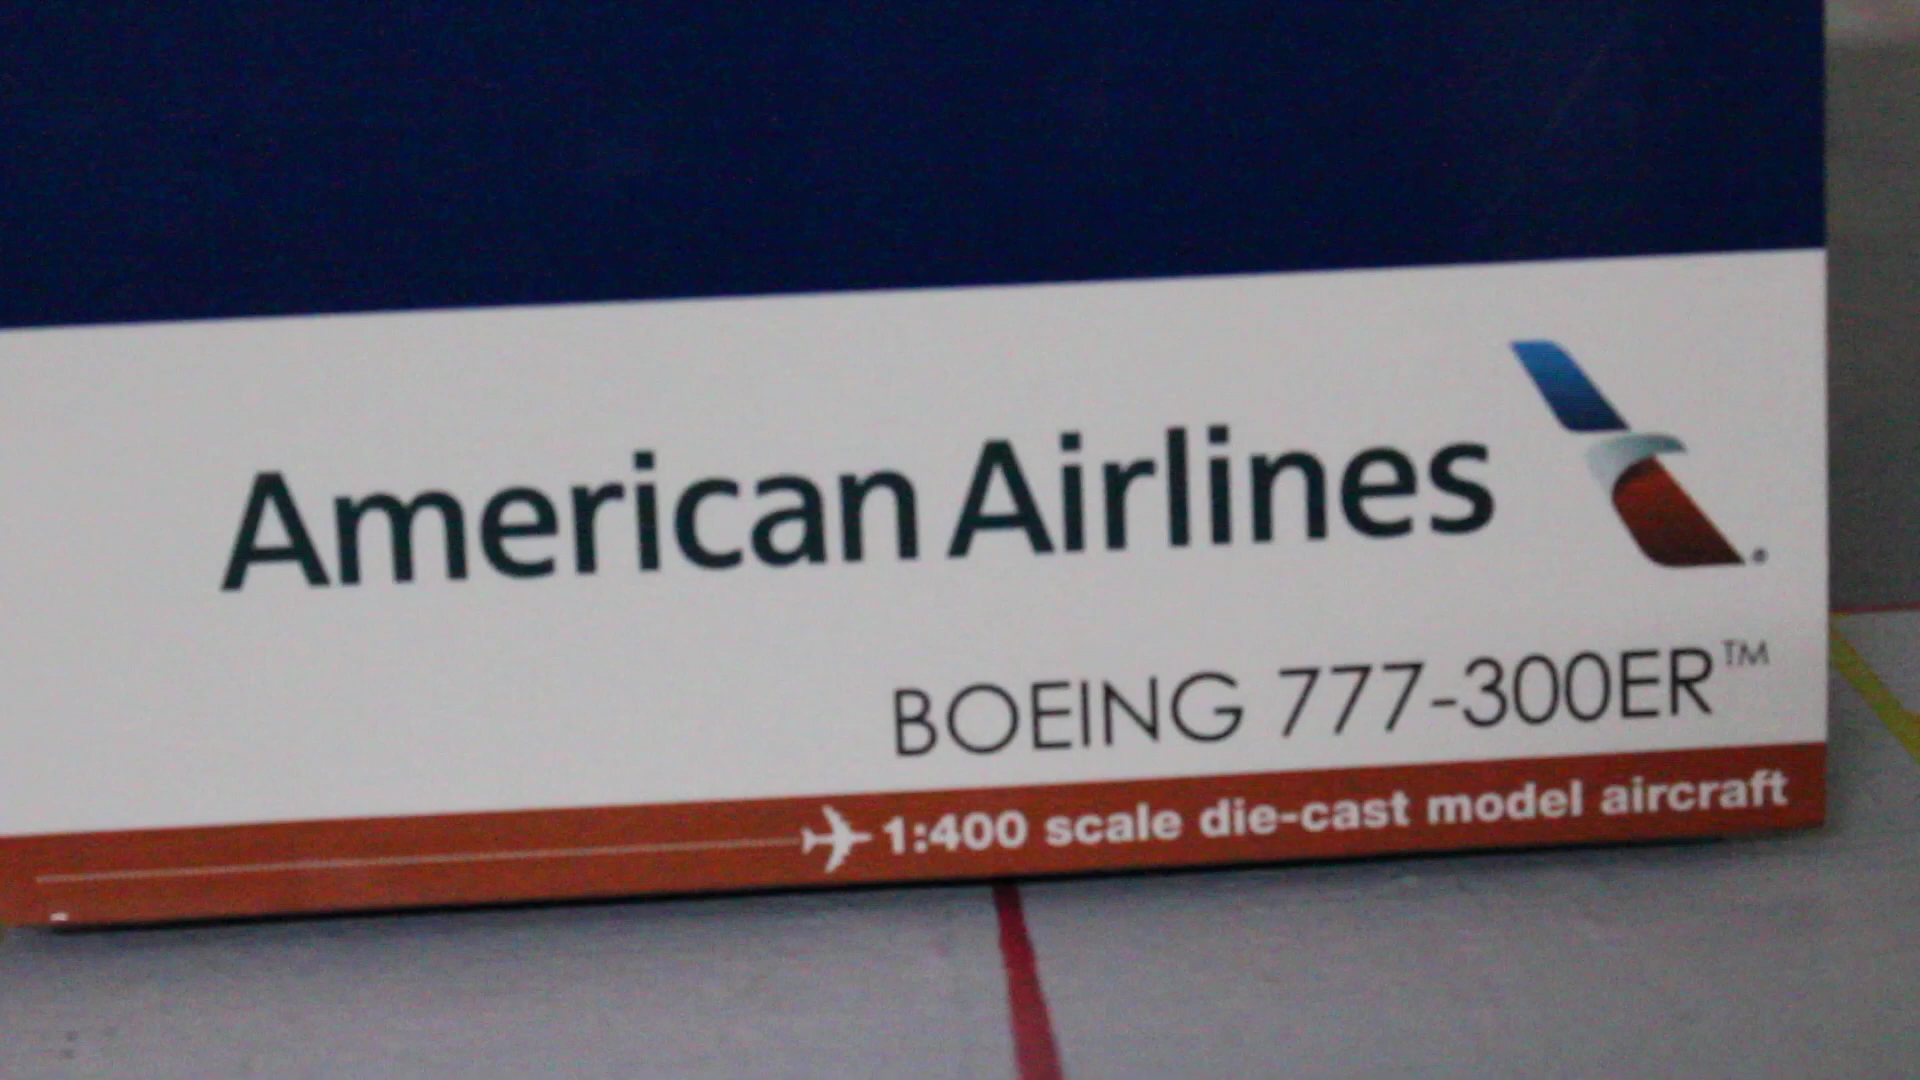 American Airlines
BOEING 777-300ER™
1:400 scale die-cast model aircraft